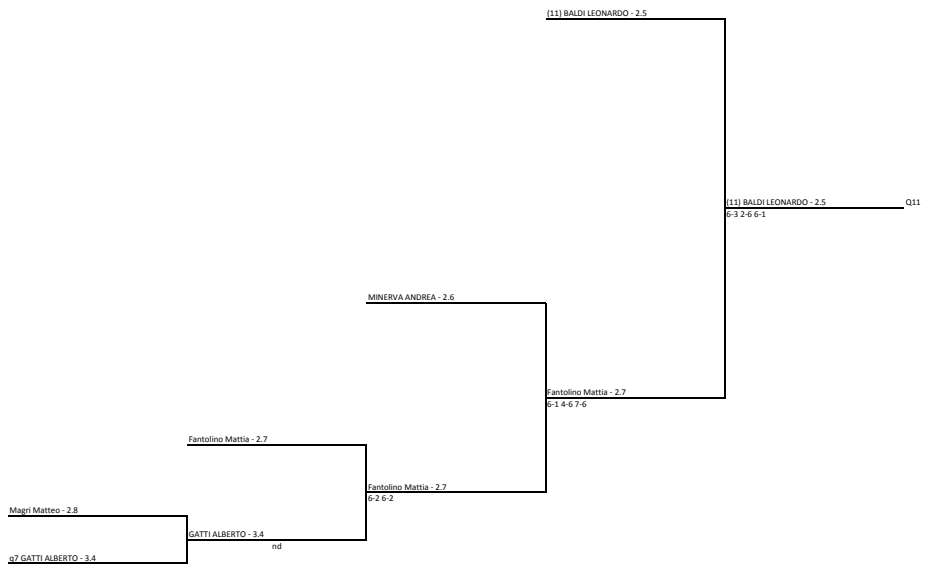 (11) BALDI LEONARDO - 2.5
(11) BALDI LEONARDO - 2.5
Q11
6-3 2-6 6-1
MINERVA ANDREA - 2.6
Fantolino Mattia - 2.7
6-1 4-6 7-6
Fantolino Mattia - 2.7
Fantolino Mattia - 2.7
6-2 6-2
Magri Matteo - 2.8
GATTI ALBERTO - 3.4
nd
q7 GATTI ALBERTO - 3.4